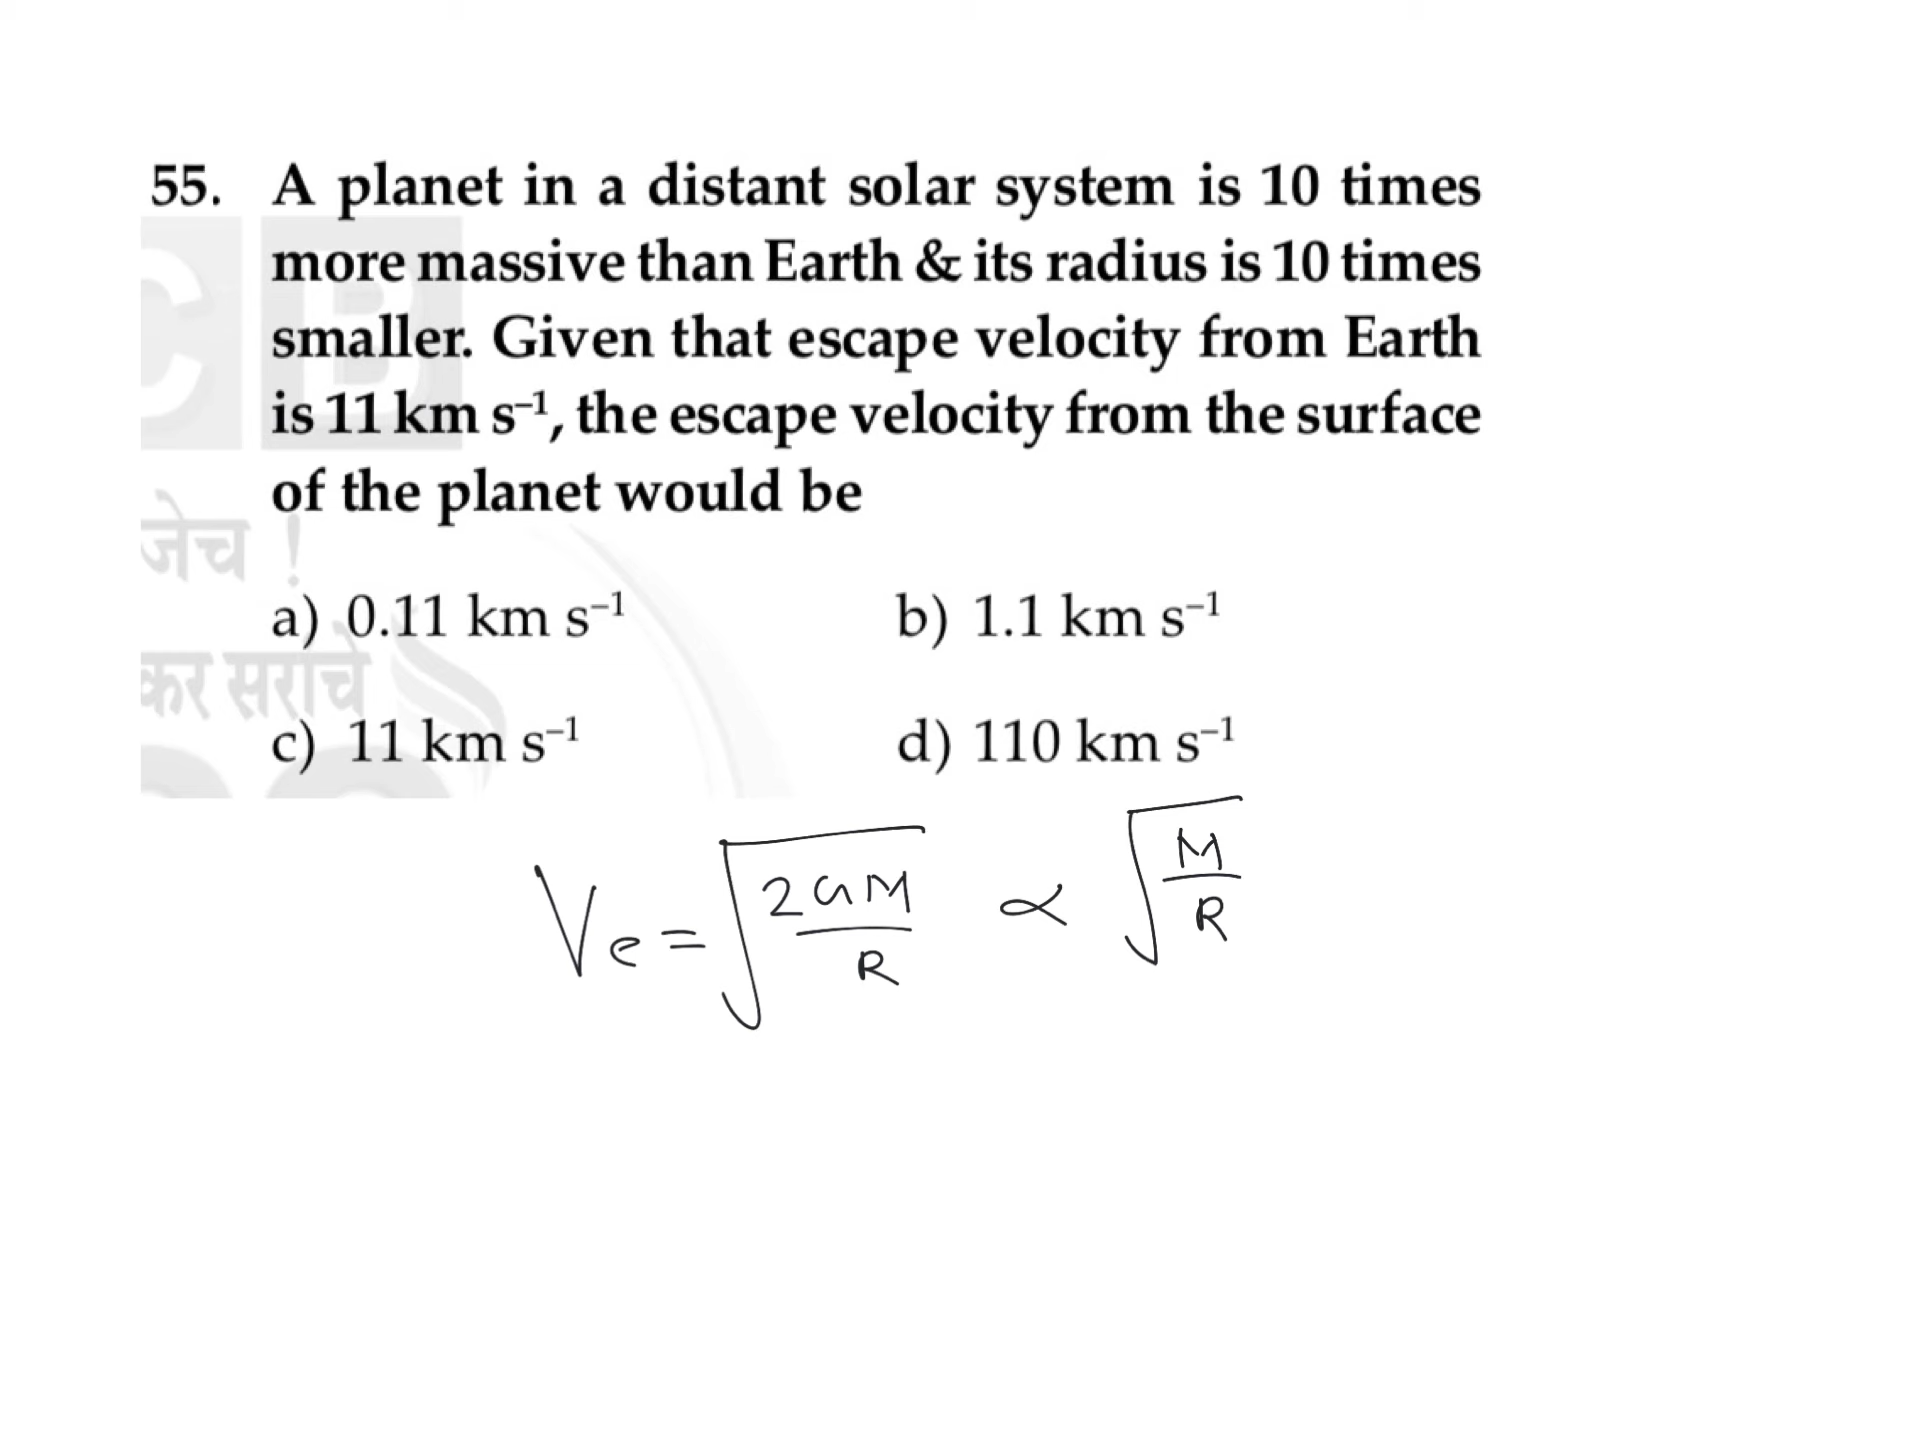 55. A planet in a distant solar system is 10 times
more massive than Earth & its radius is 10 times
smaller. Given that escape velocity from Earth
is 11 km s⁻¹, the escape velocity from the surface
of the planet would be
जेच !
a) 0.11 km s⁻¹ b) 1.1 km s⁻¹
कर सराचे
c) 11 km s⁻¹ d) 110 km s⁻¹
Ve = √(2GM/R) ∝ √(M/R)